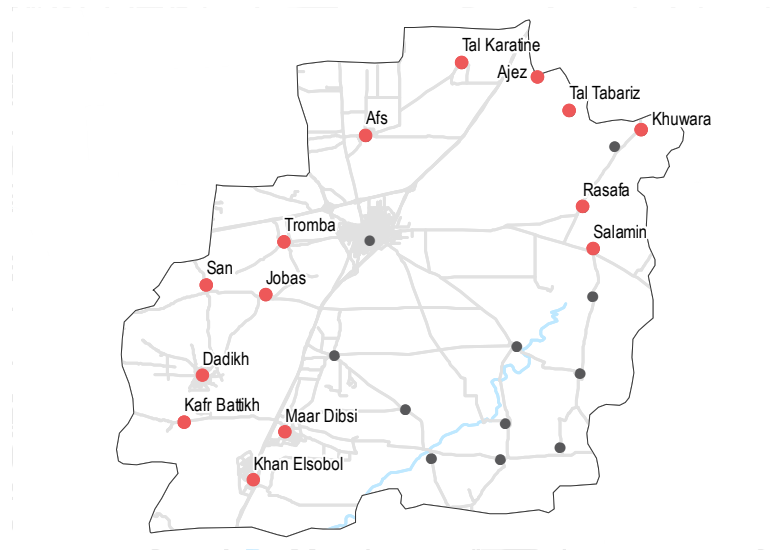 Tal Karatine
Ajez
Tal Tabariz
Afs
Khuwara
Rasafa
Tromba
Salamin
San
Jobas
Dadikh
Kafr Battikh
Maar Dibsi
Khan Elsobol